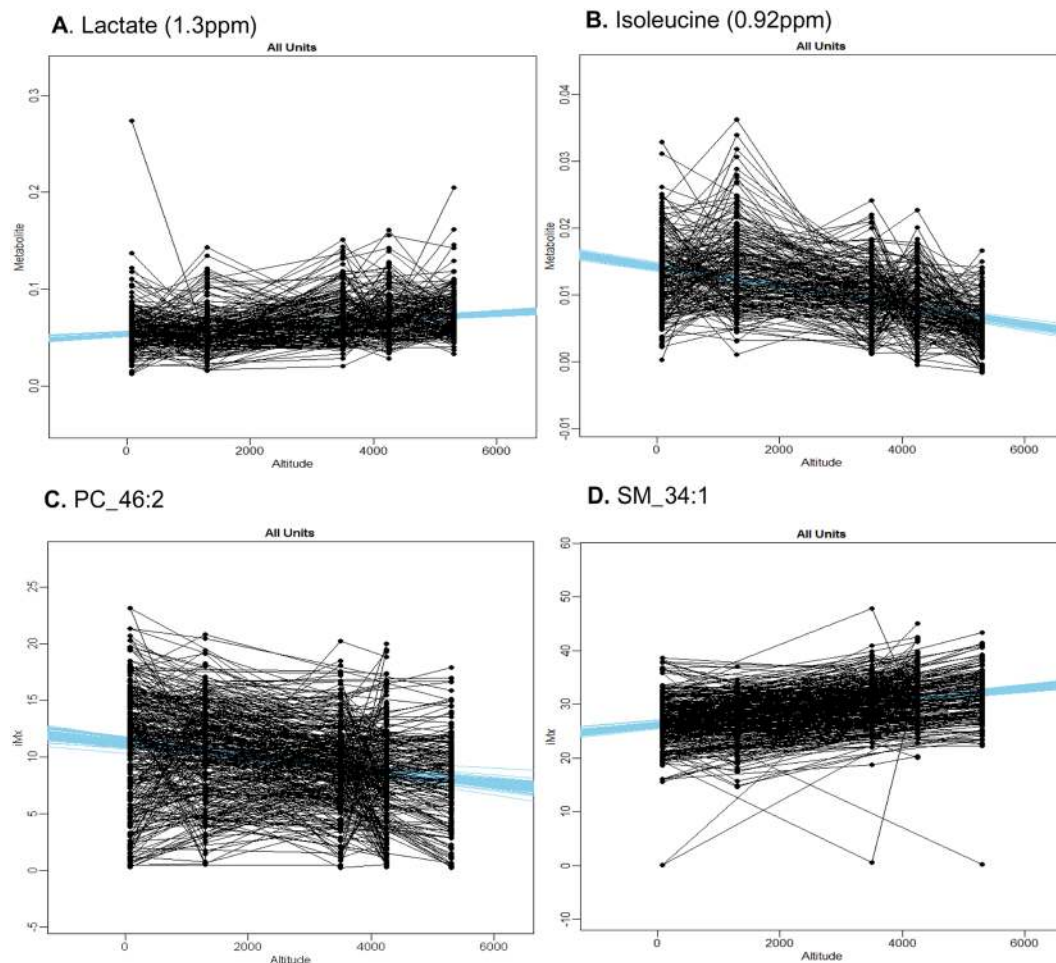 A. Lactate (1.3ppm)
All Units
Metabolite
0.3
0.2
0.1
0.0
0
2000
4000
6000
Altitude
B. Isoleucine (0.92ppm)
All Units
Metabolite
0.04
0.03
0.02
0.01
0.00
-0.01
0
2000
4000
6000
Altitude
C. PC_46:2
All Units
iMx
25
20
15
10
5
0
-5
0
2000
4000
6000
Altitude
D. SM_34:1
All Units
iMx
60
50
40
30
20
10
0
-10
0
2000
4000
6000
Altitude